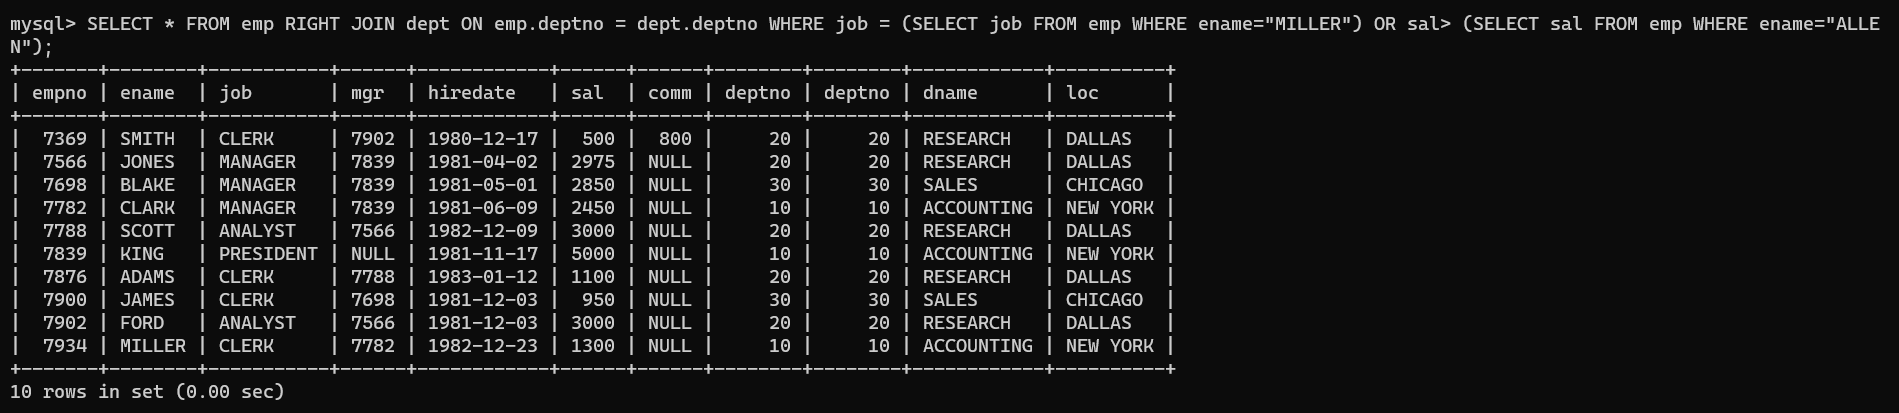 mysql> SELECT * FROM emp RIGHT JOIN dept ON emp.deptno = dept.deptno WHERE job = (SELECT job FROM emp WHERE ename="MILLER") OR sal> (SELECT sal FROM emp WHERE ename="ALLE
N");
+-------+--------+-----------+------+------------+------+------+--------+--------+------------+----------+
| empno | ename  | job       | mgr  | hiredate   | sal  | comm | deptno | deptno | dname      | loc      |
+-------+--------+-----------+------+------------+------+------+--------+--------+------------+----------+
|  7369 | SMITH  | CLERK     | 7902 | 1980-12-17 |  500 |  800 |     20 |     20 | RESEARCH   | DALLAS   |
|  7566 | JONES  | MANAGER   | 7839 | 1981-04-02 | 2975 | NULL |     20 |     20 | RESEARCH   | DALLAS   |
|  7698 | BLAKE  | MANAGER   | 7839 | 1981-05-01 | 2850 | NULL |     30 |     30 | SALES      | CHICAGO  |
|  7782 | CLARK  | MANAGER   | 7839 | 1981-06-09 | 2450 | NULL |     10 |     10 | ACCOUNTING | NEW YORK |
|  7788 | SCOTT  | ANALYST   | 7566 | 1982-12-09 | 3000 | NULL |     20 |     20 | RESEARCH   | DALLAS   |
|  7839 | KING   | PRESIDENT | NULL | 1981-11-17 | 5000 | NULL |     10 |     10 | ACCOUNTING | NEW YORK |
|  7876 | ADAMS  | CLERK     | 7788 | 1983-01-12 | 1100 | NULL |     20 |     20 | RESEARCH   | DALLAS   |
|  7900 | JAMES  | CLERK     | 7698 | 1981-12-03 |  950 | NULL |     30 |     30 | SALES      | CHICAGO  |
|  7902 | FORD   | ANALYST   | 7566 | 1981-12-03 | 3000 | NULL |     20 |     20 | RESEARCH   | DALLAS   |
|  7934 | MILLER | CLERK     | 7782 | 1982-12-23 | 1300 | NULL |     10 |     10 | ACCOUNTING | NEW YORK |
+-------+--------+-----------+------+------------+------+------+--------+--------+------------+----------+
10 rows in set (0.00 sec)